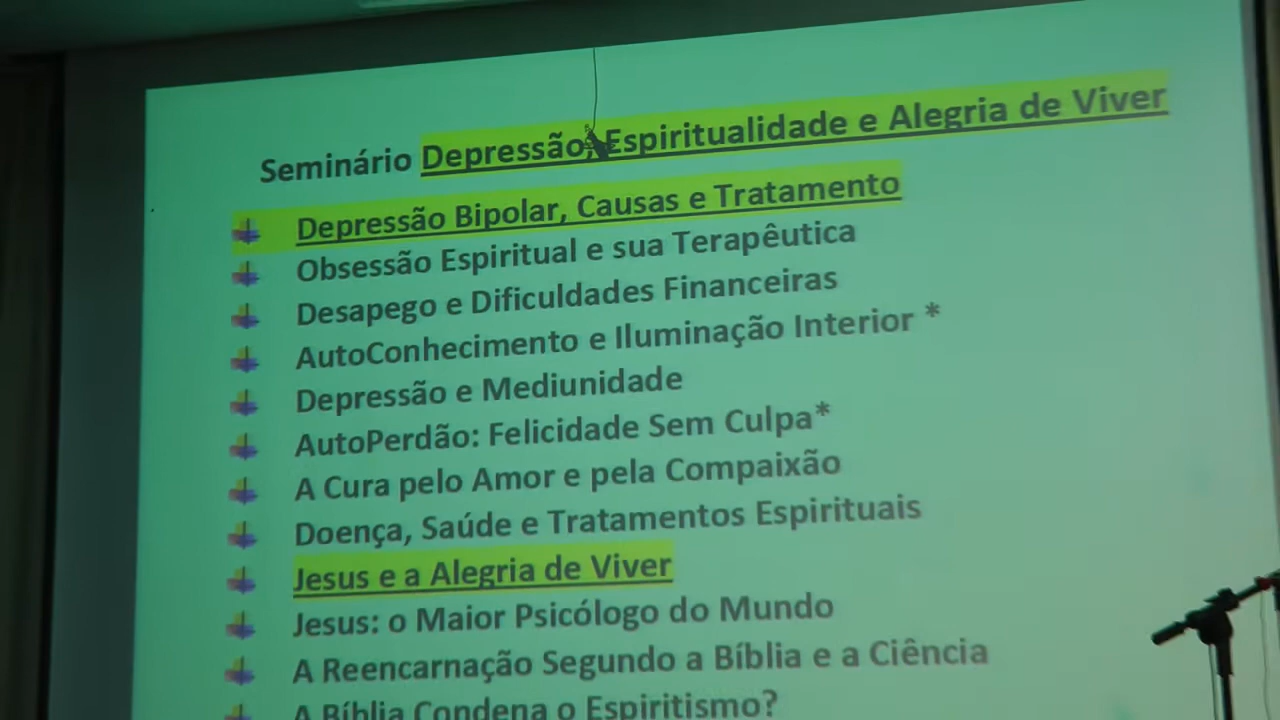 Seminário Depressão, Espiritualidade e Alegria de Viver
Depressão Bipolar, Causas e Tratamento
Obsessão Espiritual e sua Terapêutica
Desapego e Dificuldades Financeiras
AutoConhecimento e Iluminação Interior *
Depressão e Mediunidade
AutoPerdão: Felicidade Sem Culpa*
A Cura pelo Amor e pela Compaixão
Doença, Saúde e Tratamentos Espirituais
Jesus e a Alegria de Viver
Jesus: o Maior Psicólogo do Mundo
A Reencarnação Segundo a Bíblia e a Ciência
A Bíblia Condena o Espiritismo?